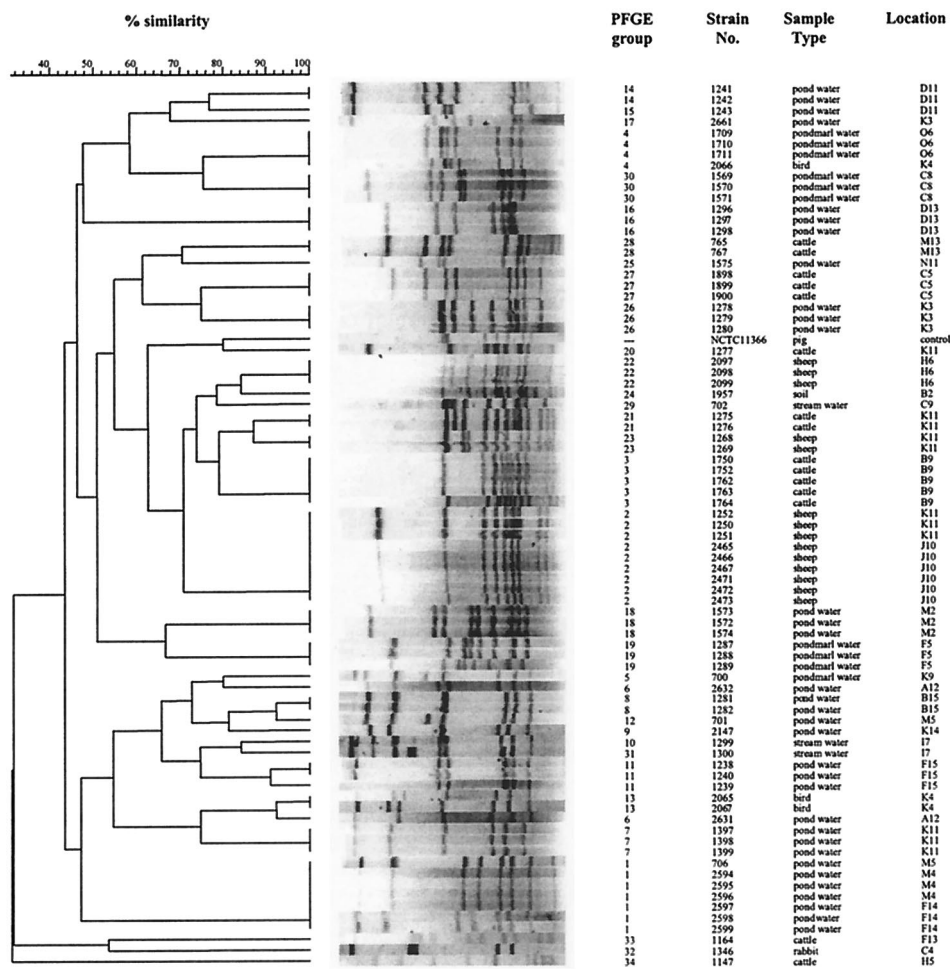 % similarity PFGE Strain Sample Location
group No. Type
40 50 60 70 80 90 100
14 1241 pond water D11
14 1242 pond water D11
15 1243 pond water D11
17 2661 pond water K3
4 1709 pondmarl water O6
4 1710 pondmarl water O6
4 1711 pondmarl water O6
4 2066 bird K4
30 1569 pondmarl water C8
30 1570 pondmarl water C8
30 1571 pondmarl water C8
16 1296 pond water D13
16 1297 pond water D13
16 1298 pond water D13
28 765 cattle M13
28 767 cattle M13
25 1575 pond water N11
27 1898 cattle C5
27 1899 cattle C5
27 1900 cattle C5
26 1278 pond water K3
26 1279 pond water K3
26 1280 pond water K3
--- NCTC11366 pig control
20 1277 cattle K11
22 2097 sheep H6
22 2098 sheep H6
22 2099 sheep H6
24 1957 soil B2
29 702 stream water C9
21 1275 cattle K11
21 1276 cattle K11
23 1268 sheep K11
23 1269 sheep K11
3 1750 cattle B9
3 1752 cattle B9
3 1762 cattle B9
3 1763 cattle B9
3 1764 cattle B9
2 1252 sheep K11
2 1250 sheep K11
2 1251 sheep K11
2 2465 sheep J10
2 2466 sheep J10
2 2467 sheep J10
2 2471 sheep J10
2 2472 sheep J10
2 2473 sheep J10
18 1573 pond water M2
18 1572 pond water M2
18 1574 pond water M2
19 1287 pondmarl water F5
19 1288 pondmarl water F5
19 1289 pondmarl water F5
5 700 pondmarl water K9
6 2632 pond water A12
8 1281 pond water B15
8 1282 pond water B15
12 701 pond water M5
9 2147 pond water K14
10 1299 stream water I7
31 1300 stream water I7
11 1238 pond water F15
11 1240 pond water F15
11 1239 pond water F15
13 2065 bird K4
13 2067 bird K4
6 2631 pond water A12
7 1397 pond water K11
7 1398 pond water K11
7 1399 pond water K11
1 706 pond water M5
1 2594 pond water M4
1 2595 pond water M4
1 2596 pond water M4
1 2597 pond water F14
1 2598 pondwater F14
1 2599 pond water F14
33 1164 cattle F13
32 1346 rabbit C4
34 1147 cattle H5